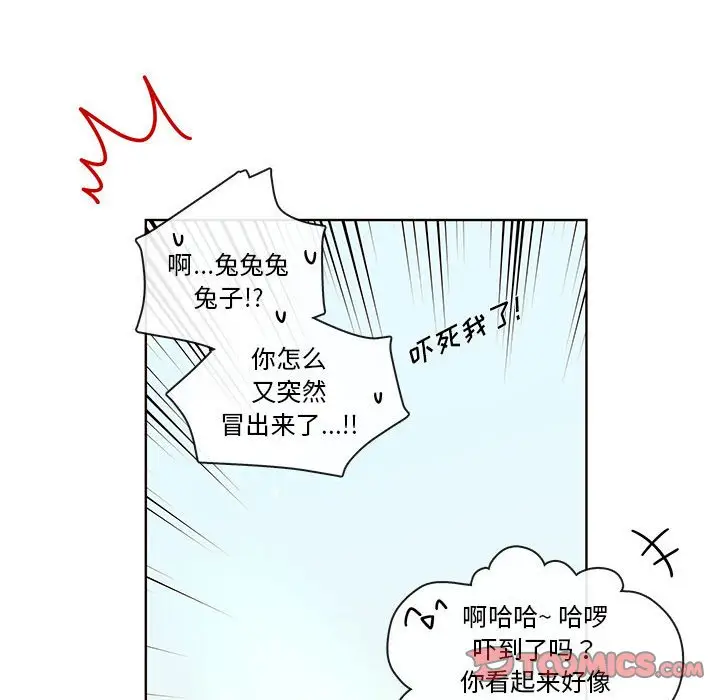 啊...兔兔兔
兔子!?
你怎么
又突然
冒出来了...!!
吓死我了!
啊哈哈~ 哈啰
吓到了吗？
你看起来好像
TOOMICS.COM